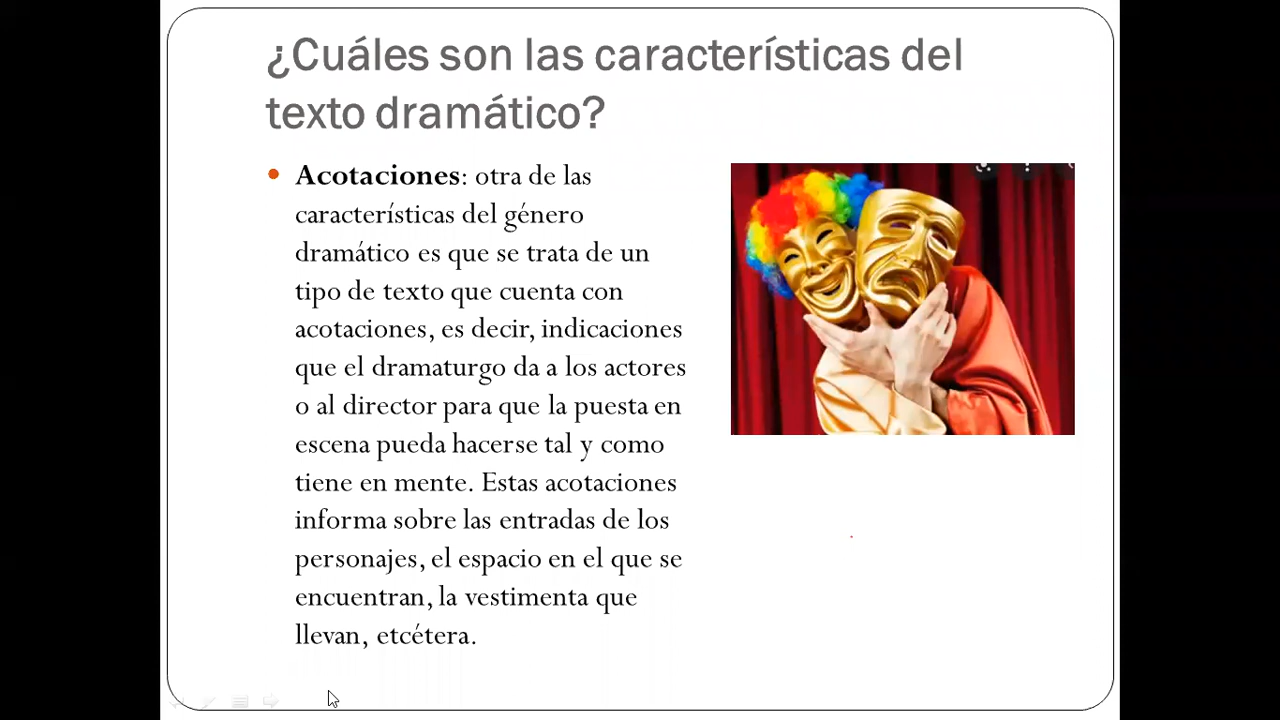 ¿Cuáles son las características del
texto dramático?
Acotaciones: otra de las
características del género
dramático es que se trata de un
tipo de texto que cuenta con
acotaciones, es decir, indicaciones
que el dramaturgo da a los actores
o al director para que la puesta en
escena pueda hacerse tal y como
tiene en mente. Estas acotaciones
informa sobre las entradas de los
personajes, el espacio en el que se
encuentran, la vestimenta que
llevan, etcétera.